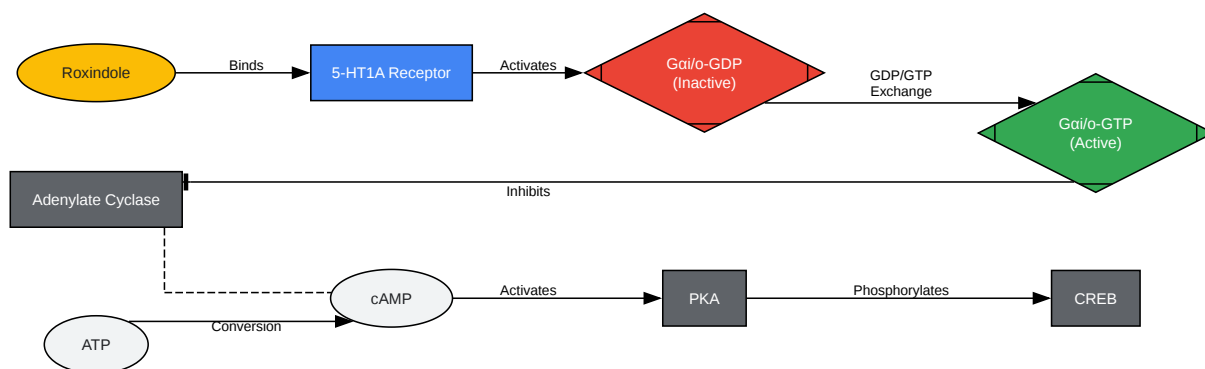 Roxindole
Binds
5-HT1A Receptor
Activates
Gαi/o-GDP
(Inactive)
GDP/GTP
Exchange
Gαi/o-GTP
(Active)
Adenylate Cyclase
Inhibits
cAMP
Activates
PKA
Phosphorylates
CREB
ATP
Conversion